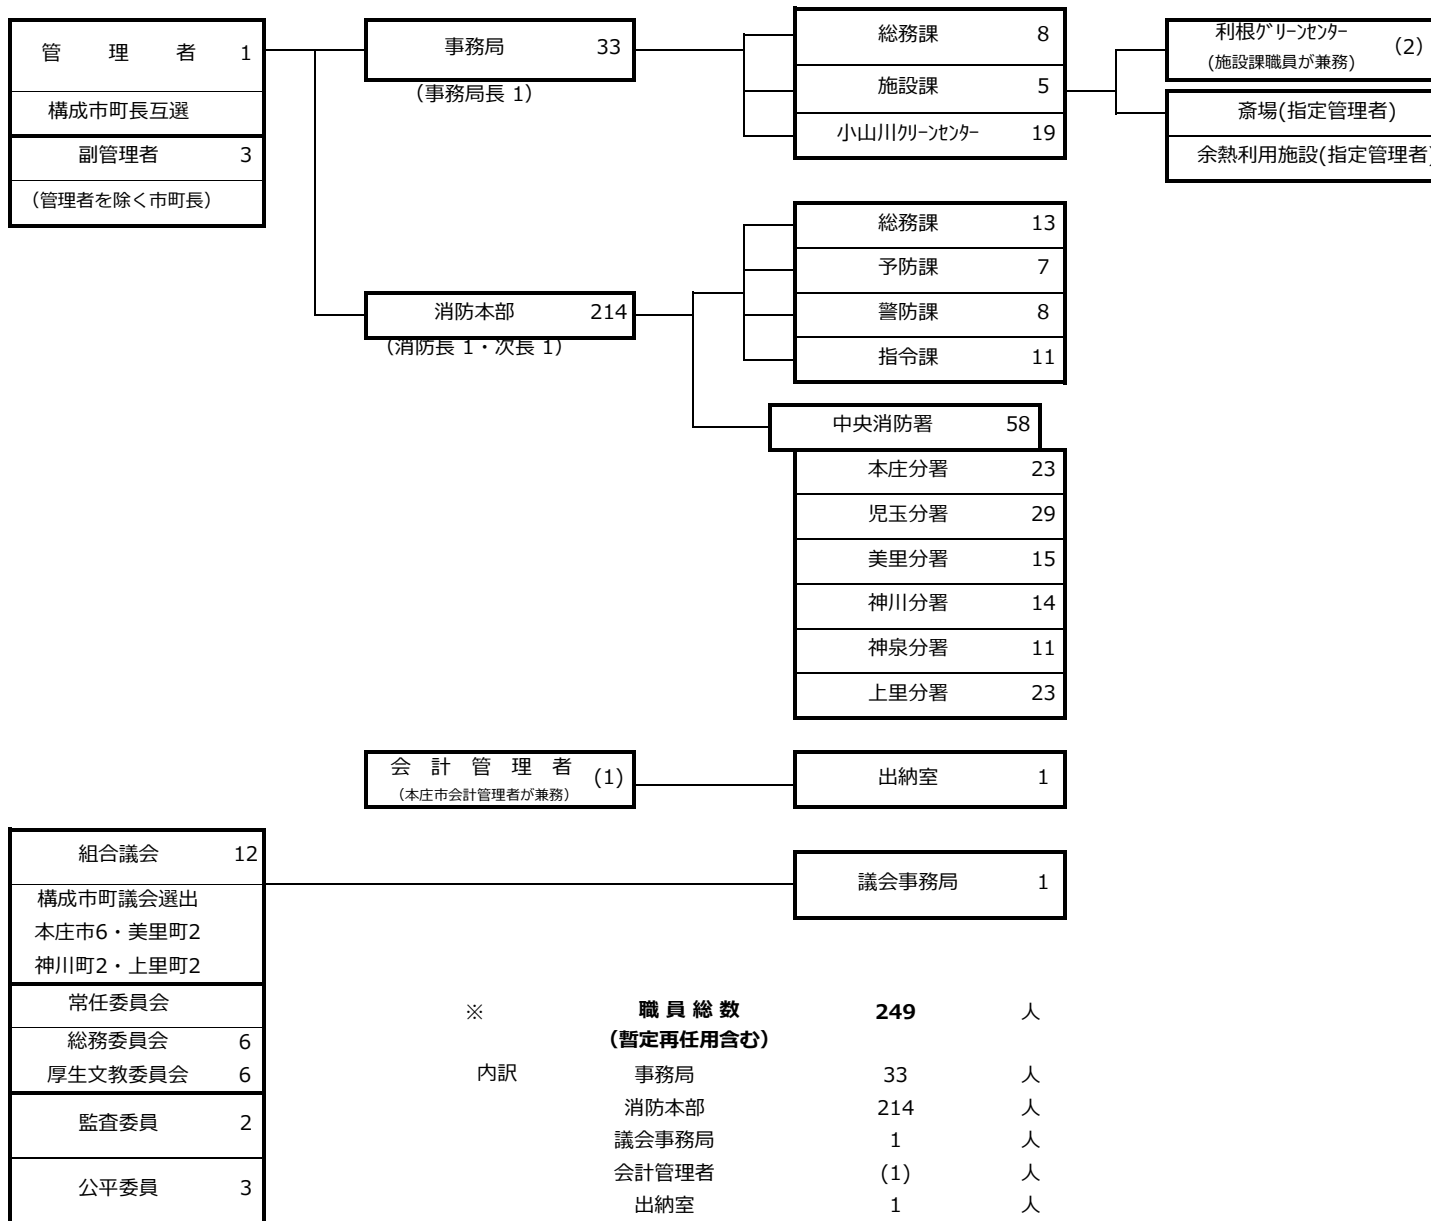 管　理　者 1
構成市町長互選
副管理者 3
（管理者を除く市町長）
事務局 33
（事務局長 1）
総務課 8
施設課 5
小山川ｸﾘｰﾝｾﾝﾀｰ 19
利根ｸﾞﾘｰﾝｾﾝﾀｰ (2)
(施設課職員が兼務)
斎場(指定管理者)
余熱利用施設(指定管理者)
消防本部 214
（消防長 1・次長 1）
総務課 13
予防課 7
警防課 8
指令課 11
中央消防署 58
本庄分署 23
児玉分署 29
美里分署 15
神川分署 14
神泉分署 11
上里分署 23
会　計　管　理　者 (1)
（本庄市会計管理者が兼務）
出納室 1
組合議会 12
構成市町議会選出
本庄市6・美里町2
神川町2・上里町2
議会事務局 1
常任委員会
総務委員会 6
厚生文教委員会 6
監査委員 2
公平委員 3
※ 職 員 総 数 249 人
（暫定再任用含む）
内訳 事務局 33 人
消防本部 214 人
議会事務局 1 人
会計管理者 (1) 人
出納室 1 人